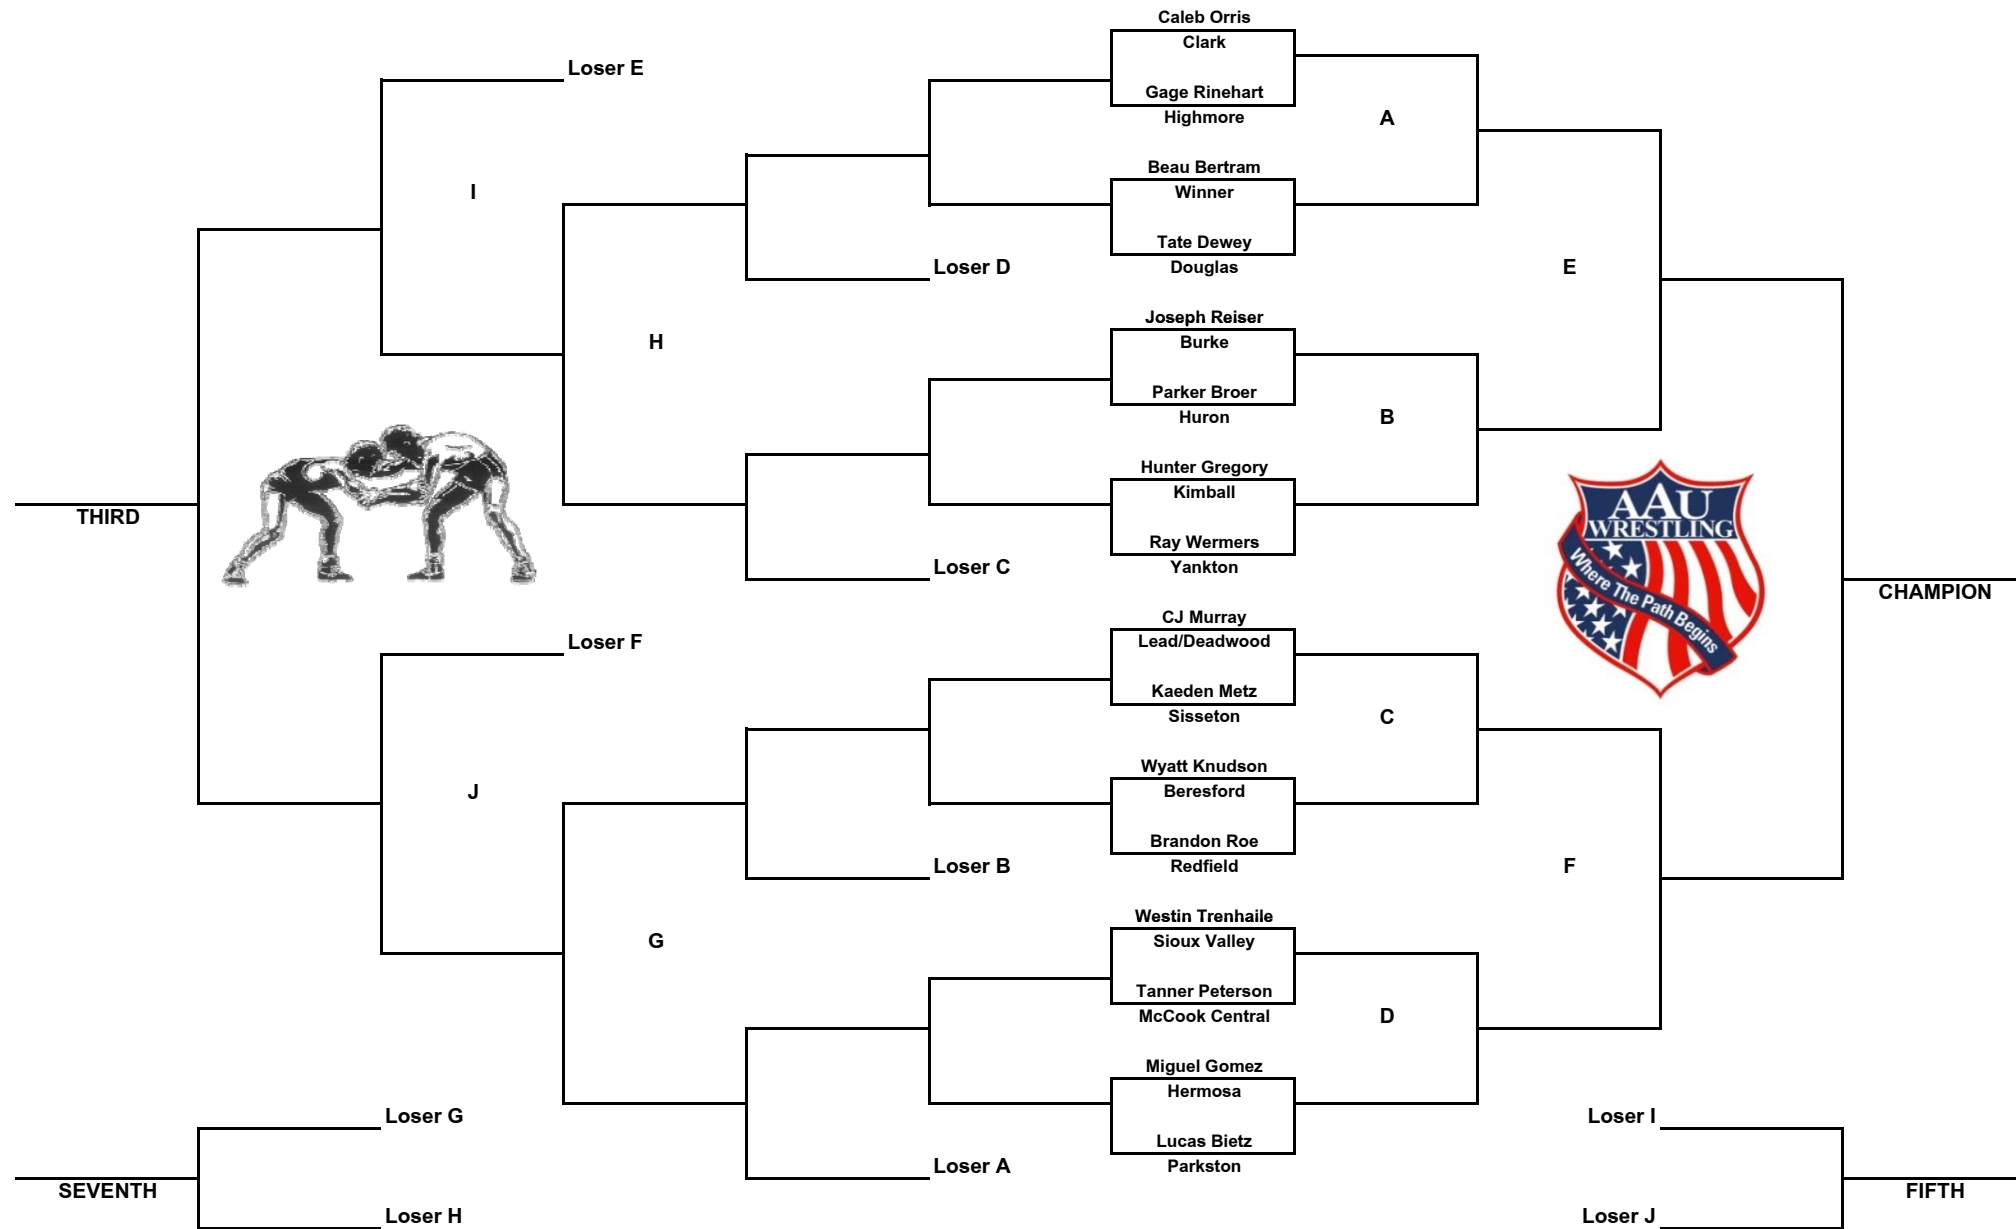 Caleb Orris
Clark
Loser E
Gage Rinehart
Highmore
A
Beau Bertram
Winner
I
Tate Dewey
Douglas
Loser D
E
Joseph Reiser
Burke
H
Parker Broer
Huron
B
Hunter Gregory
Kimball
THIRD
Ray Wermers
Yankton
Loser C
AAU
WRESTLING
Where The Path Begins
CHAMPION
CJ Murray
Lead/Deadwood
Loser F
Kaeden Metz
Sisseton
C
Wyatt Knudson
Beresford
J
Brandon Roe
Redfield
Loser B
F
Westin Trenhaile
Sioux Valley
G
Tanner Peterson
McCook Central
D
Miguel Gomez
Hermosa
Loser G
Loser I
Lucas Bietz
Parkston
Loser A
SEVENTH
FIFTH
Loser H
Loser J